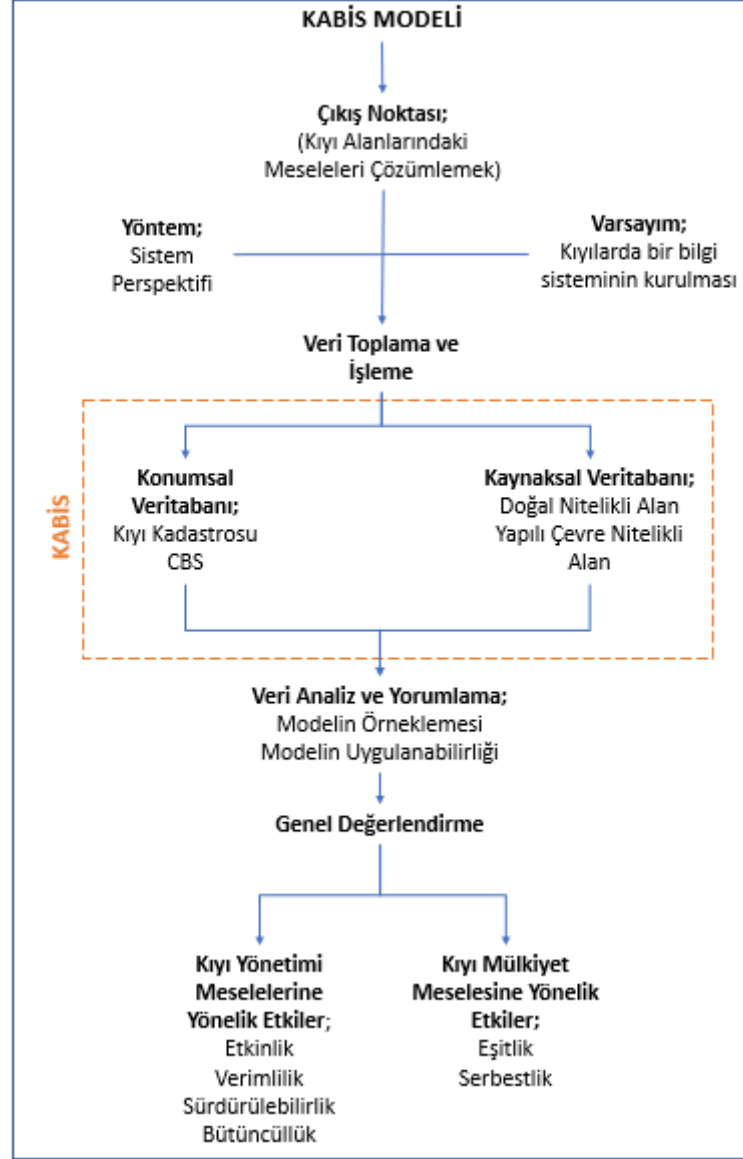 KABİS MODELİ
Çıkış Noktası;
(Kıyı Alanlarındaki
Meseleleri Çözümlemek)
Yöntem;
Sistem
Perspektifi
Varsayım;
Kıyılarda bir bilgi
sisteminin kurulması
Veri Toplama ve
İşleme
KABİS
Konumsal
Veritabanı;
Kıyı Kadastrosu
CBS
Kaynaksal Veritabanı;
Doğal Nitelikli Alan
Yapılı Çevre Nitelikli
Alan
Veri Analiz ve Yorumlama;
Modelin Örneklemesi
Modelin Uygulanabilirliği
Genel Değerlendirme
Kıyı Yönetimi
Meselelerine
Yönelik Etkiler;
Etkinlik
Verimlilik
Sürdürülebilirlik
Bütüncüllük
Kıyı Mülkiyet
Meselesine Yönelik
Etkiler;
Eşitlik
Serbestlik